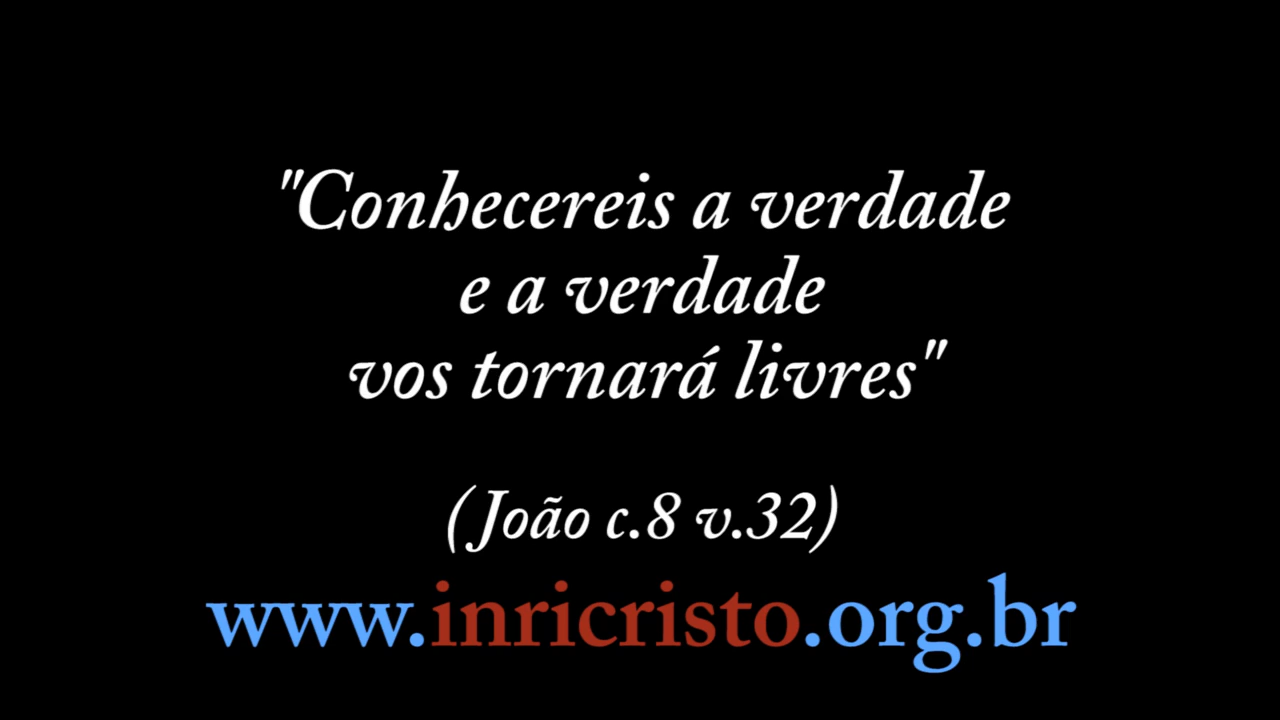 "Conhecereis a verdade
e a verdade
vos tornará livres"
(João c.8 v.32)
www.inricristo.org.br